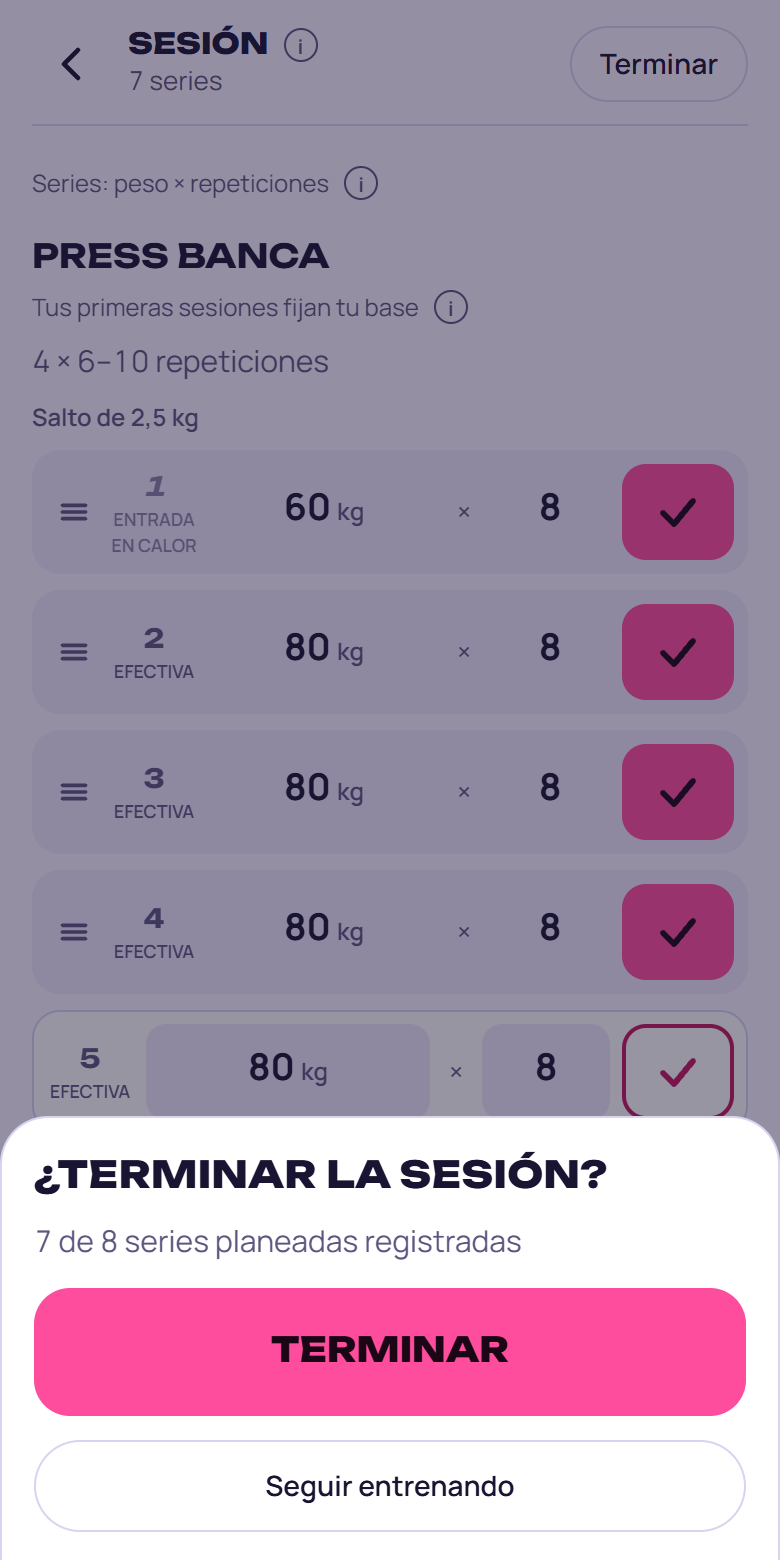 SESIÓN
7 series
Terminar
Series: peso × repeticiones
PRESS BANCA
Tus primeras sesiones fijan tu base
4 × 6–10 repeticiones
Salto de 2,5 kg
1
ENTRADA
EN CALOR
60 kg × 8
2
EFECTIVA
80 kg × 8
3
EFECTIVA
80 kg × 8
4
EFECTIVA
80 kg × 8
5
EFECTIVA
80 kg × 8
¿TERMINAR LA SESIÓN?
7 de 8 series planeadas registradas
TERMINAR
Seguir entrenando